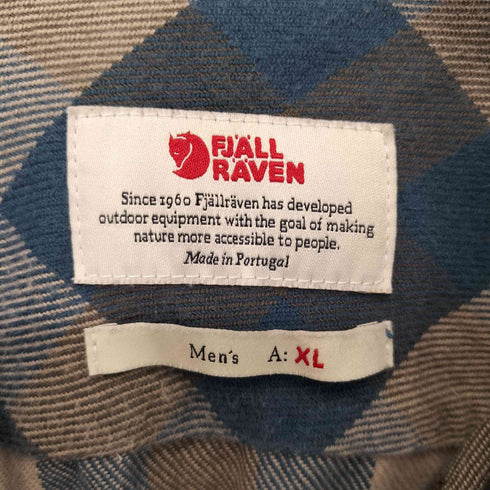 FJÄLL
RÄVEN
Since 1960 Fjällräven has developed
outdoor equipment with the goal of making
nature more accessible to people.
Made in Portugal
Men's A: XL